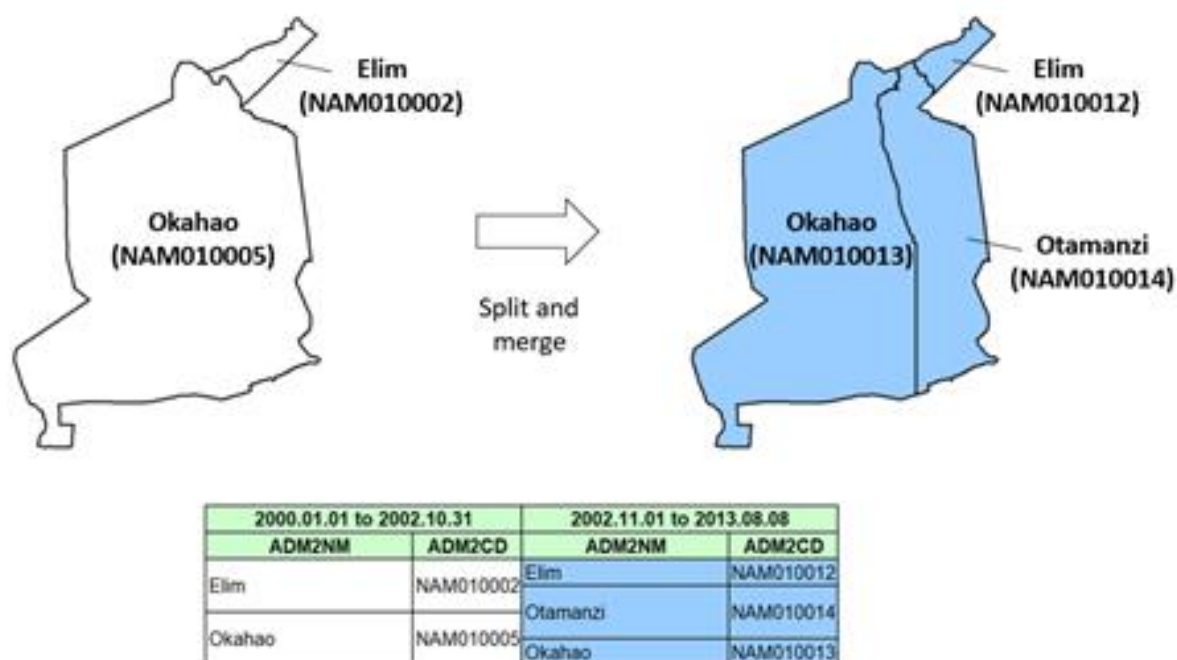 Elim
(NAM010002)
Okahao
(NAM010005)
Split and
merge
Elim
(NAM010012)
Okahao
(NAM010013)
Otamanzi
(NAM010014)
2000.01.01 to 2002.10.31 2002.11.01 to 2013.08.08
ADM2NM ADM2CD ADM2NM ADM2CD
Elim NAM010002 Elim NAM010012
Otamanzi NAM010014
Okahao NAM010005 Okahao NAM010013